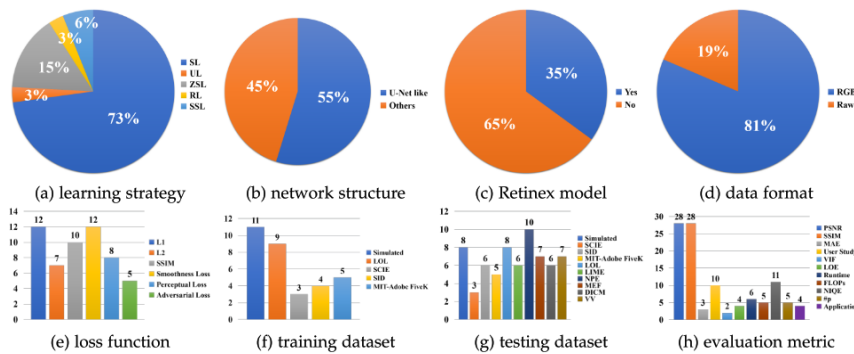 73%
3%
15%
3%
6%
SL
UL
ZSL
RL
SSL
(a) learning strategy
45%
55%
U-Net like
Others
(b) network structure
35%
65%
Yes
No
(c) Retinex model
19%
81%
RGB
Raw
(d) data format
14
12
10
8
6
4
2
0
12
7
10
12
8
5
L1
L2
SSIM
Smoothness Loss
Perceptual Loss
Adversarial Loss
(e) loss function
12
10
8
6
4
2
0
11
9
3
4
5
Simulated
LOL
SCIE
SID
MIT-Adobe FiveK
(f) training dataset
12
10
8
6
4
2
0
8
3
6
5
8
6
10
7
6
7
Simulated
SCIE
SID
MIT-Adobe FiveK
LOL
LIME
NPE
MEF
DICM
VV
(g) testing dataset
30
25
20
15
10
5
0
28
28
3
10
2
4
6
5
11
5
4
PSNR
SSIM
MAE
User Stud
VIF
LOE
Runtime
FLOPs
NIQE
#p
Applicatio
(h) evaluation metric